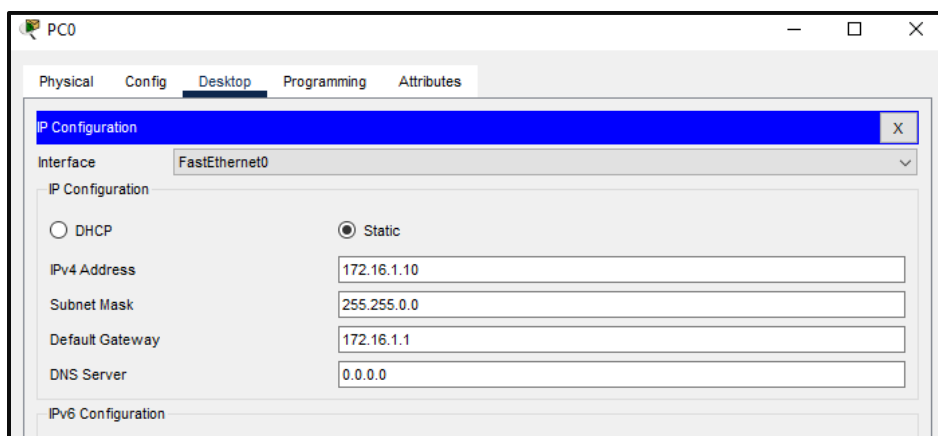 PC0
Physical Config Desktop Programming Attributes
IP Configuration X
Interface FastEthernet0
IP Configuration
DHCP Static
IPv4 Address 172.16.1.10
Subnet Mask 255.255.0.0
Default Gateway 172.16.1.1
DNS Server 0.0.0.0
IPv6 Configuration